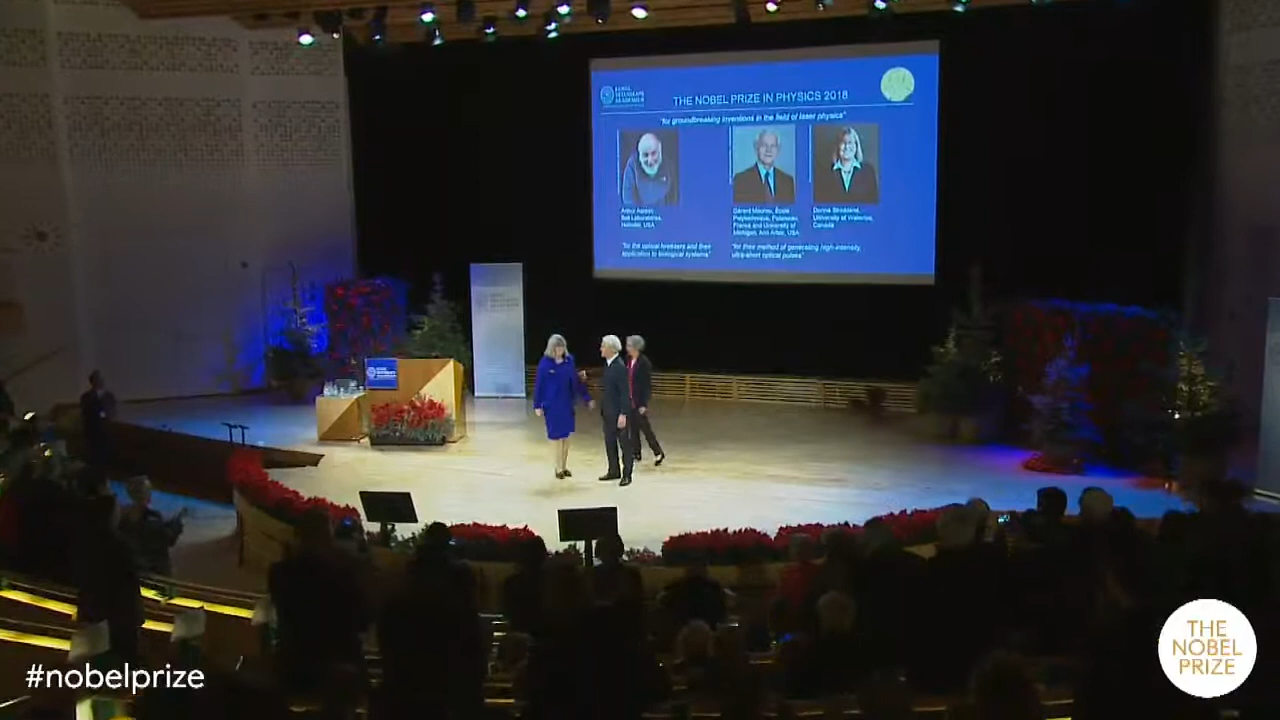 KUNGL.
VETENSKAPS
AKADEMIEN
THE NOBEL PRIZE IN PHYSICS 2018
"for groundbreaking inventions in the field of laser physics"
Arthur Ashkin,
Bell Laboratories,
Holmdel, USA
Gérard Mourou, École
Polytechnique, Palaiseau,
France and University of
Michigan, Ann Arbor, USA
Donna Strickland,
University of Waterloo,
Canada
"for the optical tweezers and their
application to biological systems"
"for their method of generating high-intensity,
ultra-short optical pulses"
#nobelprize
THE
NOBEL
PRIZE